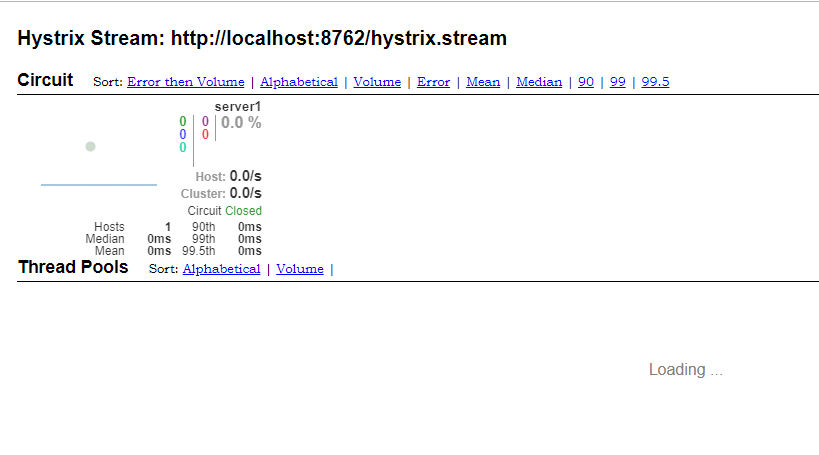 Hystrix Stream: http://localhost:8762/hystrix.stream
Circuit Sort: Error then Volume | Alphabetical | Volume | Error | Mean | Median | 90 | 99 | 99.5
server1
0 0 0.0 %
0 0
0
Host: 0.0/s
Cluster: 0.0/s
Circuit Closed
Hosts 1 90th 0ms
Median 0ms 99th 0ms
Mean 0ms 99.5th 0ms
Thread Pools Sort: Alphabetical | Volume |
Loading ...